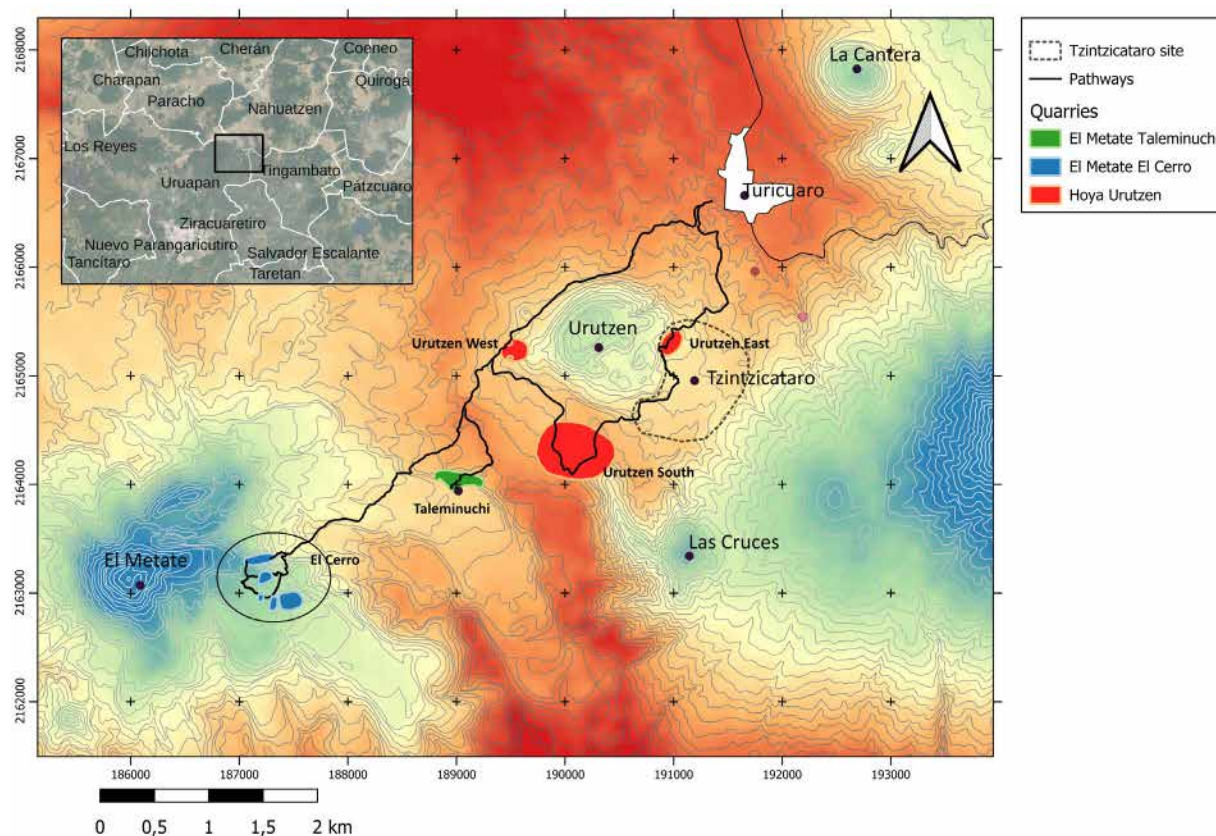 Chilchota
Cherán
Coeneo
Charapan
Quiroga
Paracho
Nahuatzen
Los Reyes
Tingambato
Uruapan
Pátzcuaro
Ziracuaretiro
Nuevo Parangaricutiro
Salvador Escalante
Tancítaro
Taretan
La Cantera
Turicuaro
Urutzen
Urutzen West
Urutzen East
Tzintzicataro
Urutzen South
Taleminuchi
Las Cruces
El Metate
El Cerro
2168000
2167000
2166000
2165000
2164000
2163000
2162000
186000
187000
188000
189000
190000
191000
192000
193000
0 0,5 1 1,5 2 km
Legend
Tzintzicataro site
Pathways
Quarries
El Metate Taleminuchi
El Metate El Cerro
Hoya Urutzen